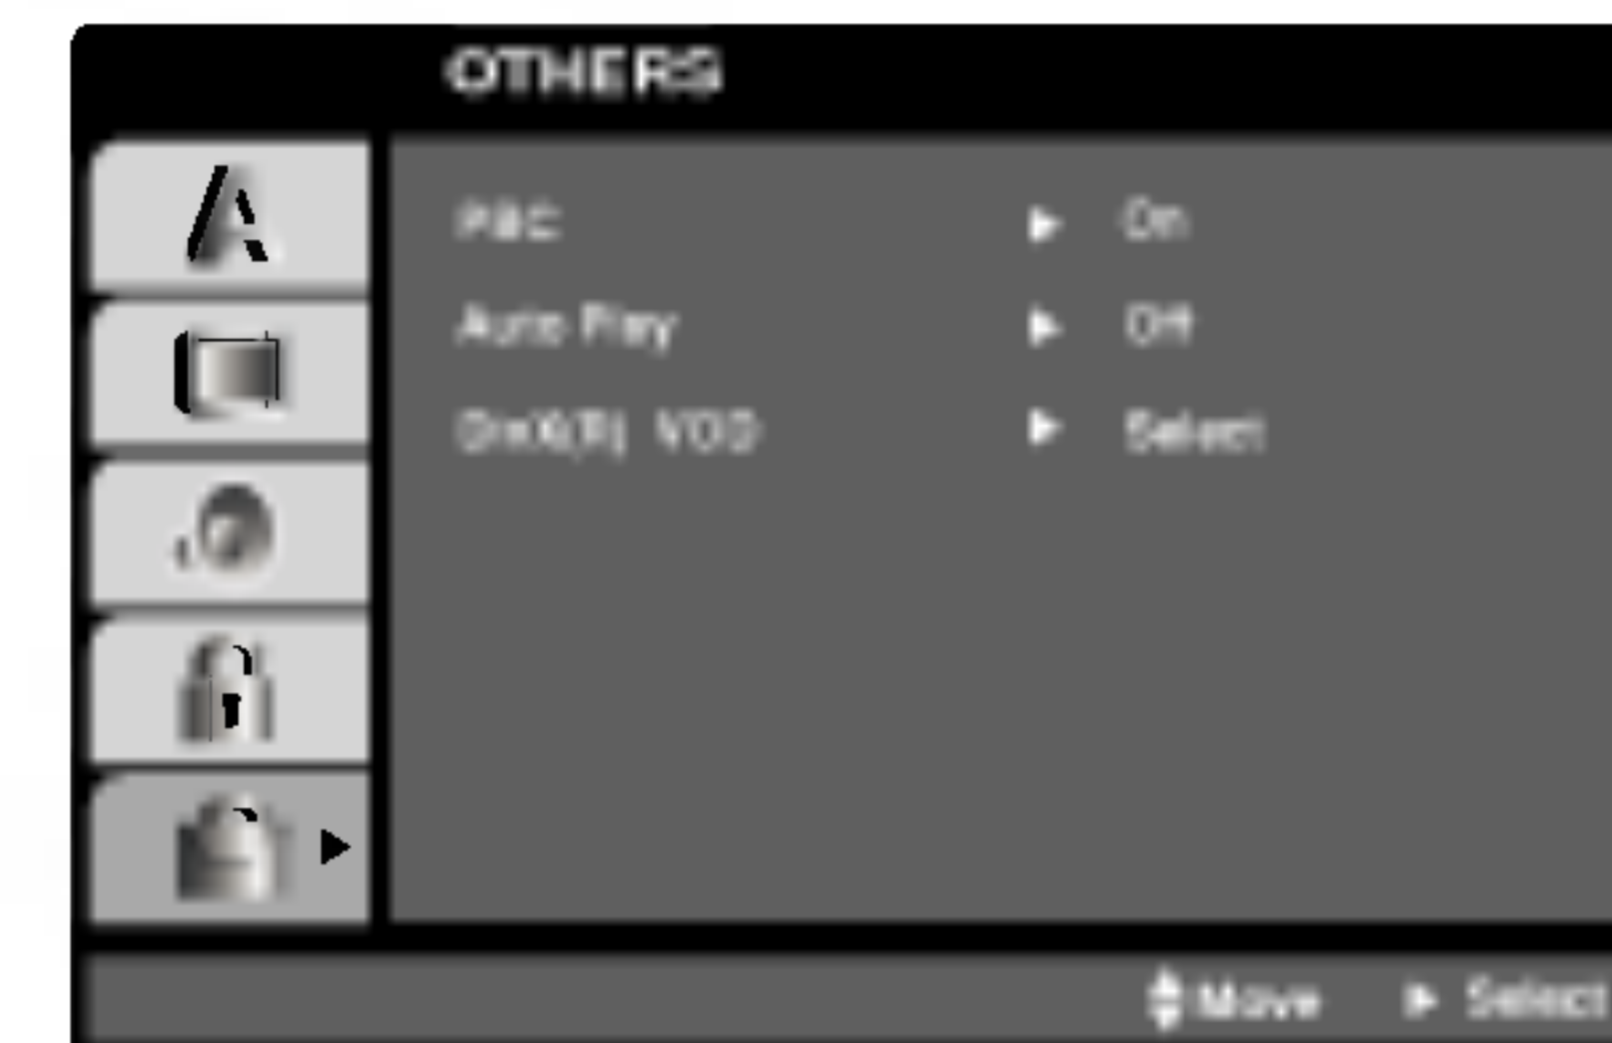 OTHERS
PBC ► On
Auto Play ► Off
DivX(R) VOD ► Select
Move ► Select